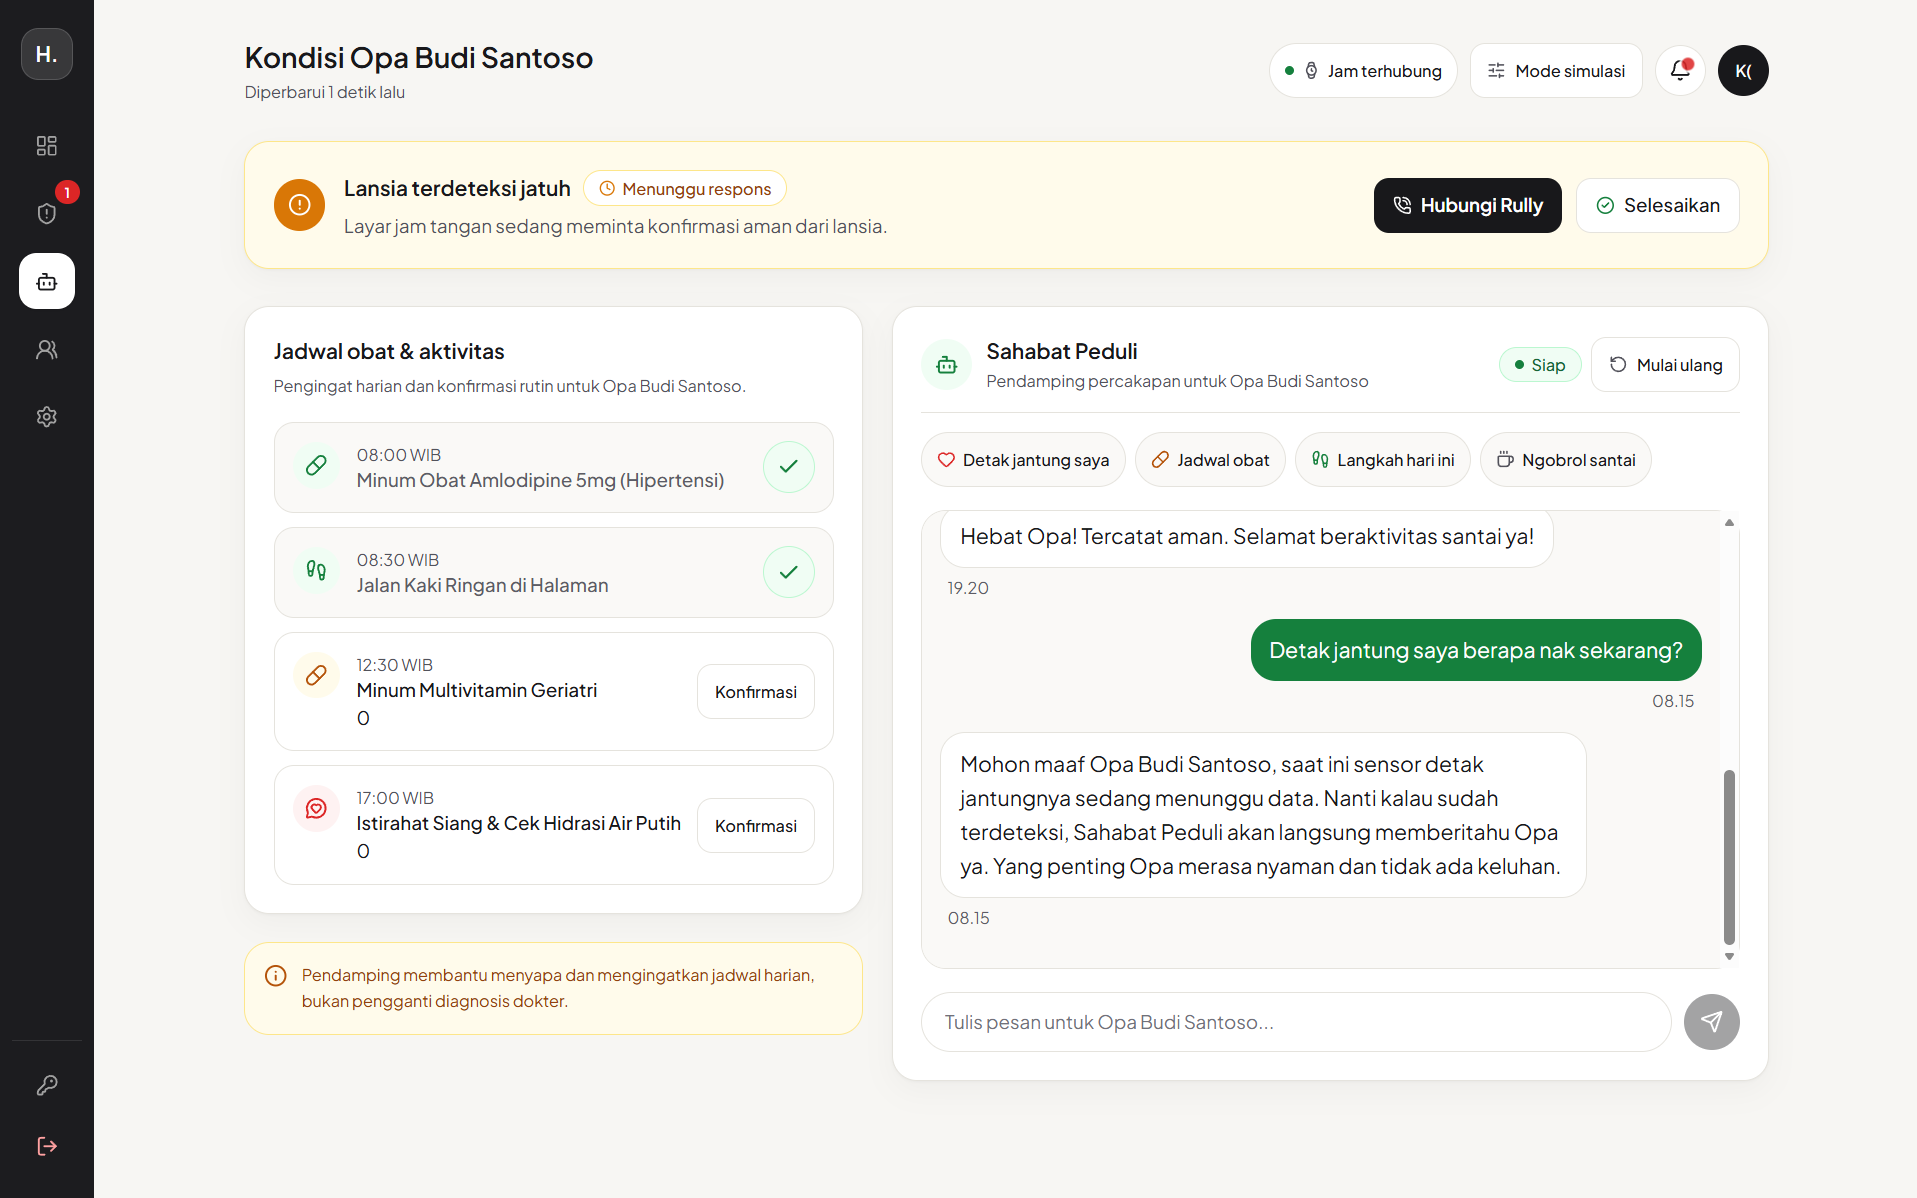 H.
1
Kondisi Opa Budi Santoso
Diperbarui 1 detik lalu
Jam terhubung
Mode simulasi
K(
Lansia terdeteksi jatuh
Menunggu respons
Layar jam tangan sedang meminta konfirmasi aman dari lansia.
Hubungi Rully
Selesaikan
Jadwal obat & aktivitas
Pengingat harian dan konfirmasi rutin untuk Opa Budi Santoso.
08:00 WIB
Minum Obat Amlodipine 5mg (Hipertensi)
08:30 WIB
Jalan Kaki Ringan di Halaman
12:30 WIB
Minum Multivitamin Geriatri
0
Konfirmasi
17:00 WIB
Istirahat Siang & Cek Hidrasi Air Putih
0
Konfirmasi
Pendamping membantu menyapa dan mengingatkan jadwal harian,
bukan pengganti diagnosis dokter.
Sahabat Peduli
Pendamping percakapan untuk Opa Budi Santoso
Siap
Mulai ulang
Detak jantung saya
Jadwal obat
Langkah hari ini
Ngobrol santai
Hebat Opa! Tercatat aman. Selamat beraktivitas santai ya!
19.20
Detak jantung saya berapa nak sekarang?
08.15
Mohon maaf Opa Budi Santoso, saat ini sensor detak
jantungnya sedang menunggu data. Nanti kalau sudah
terdeteksi, Sahabat Peduli akan langsung memberitahu Opa
ya. Yang penting Opa merasa nyaman dan tidak ada keluhan.
08.15
Tulis pesan untuk Opa Budi Santoso...